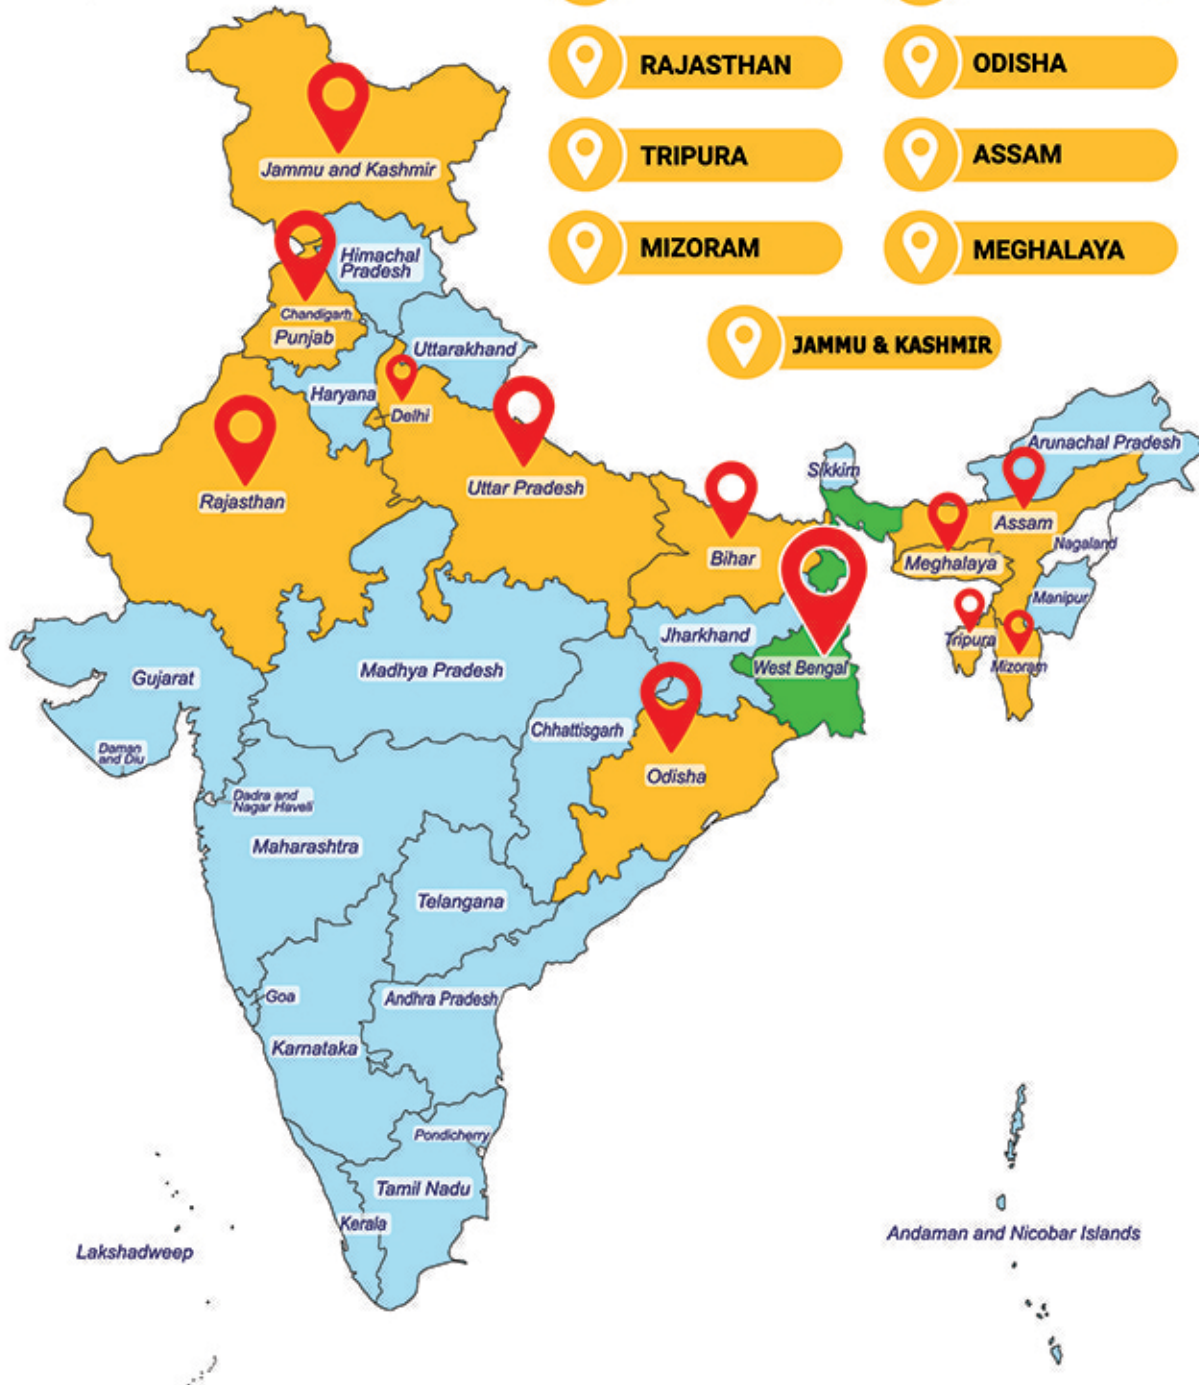 RAJASTHAN
ODISHA
TRIPURA
ASSAM
MIZORAM
MEGHALAYA
JAMMU & KASHMIR
Jammu and Kashmir
Himachal
Pradesh
Chandigarh
Punjab
Uttarakhand
Haryana
Delhi
Rajasthan
Uttar Pradesh
Bihar
Sikkim
Arunachal Pradesh
Assam
Nagaland
Meghalaya
Manipur
Tripura
Mizoram
West Bengal
Jharkhand
Madhya Pradesh
Gujarat
Chhattisgarh
Daman
and Diu
Odisha
Dadra and
Nagar Haveli
Maharashtra
Telangana
Goa
Andhra Pradesh
Karnataka
Pondicherry
Tamil Nadu
Kerala
Lakshadweep
Andaman and Nicobar Islands